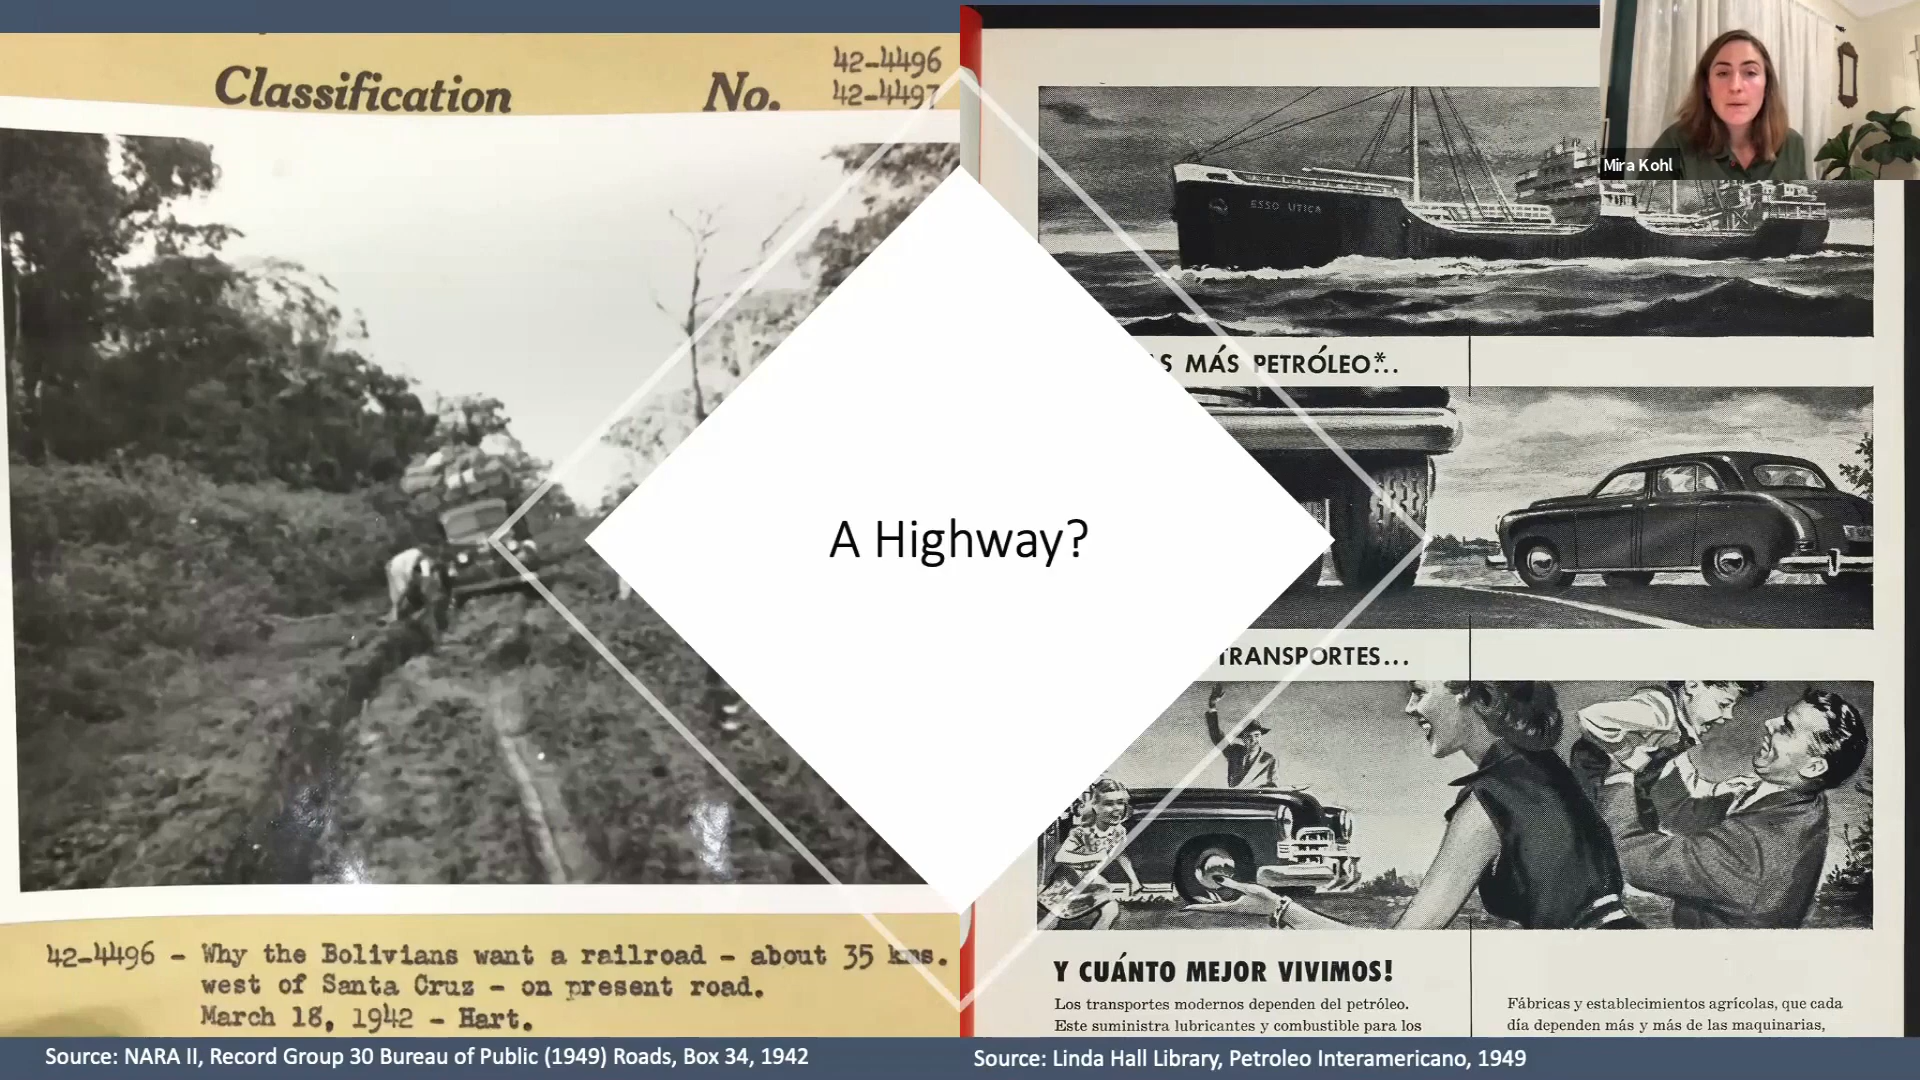 Classification No. 42-4496
42-4497
42-4496 - Why the Bolivians want a railroad - about 35 kms.
west of Santa Cruz - on present road.
March 18, 1942 - Hart.
Source: NARA II, Record Group 30 Bureau of Public (1949) Roads, Box 34, 1942
A Highway?
ESSO UTICA
S MÁS PETRÓLEO*...
TRANSPORTES...
Y CUÁNTO MEJOR VIVIMOS!
Los transportes modernos dependen del petróleo.
Este suministra lubricantes y combustible para los
Fábricas y establecimientos agrícolas, que cada
día dependen más y más de las maquinarias,
Source: Linda Hall Library, Petroleo Interamericano, 1949
Mira Kohl